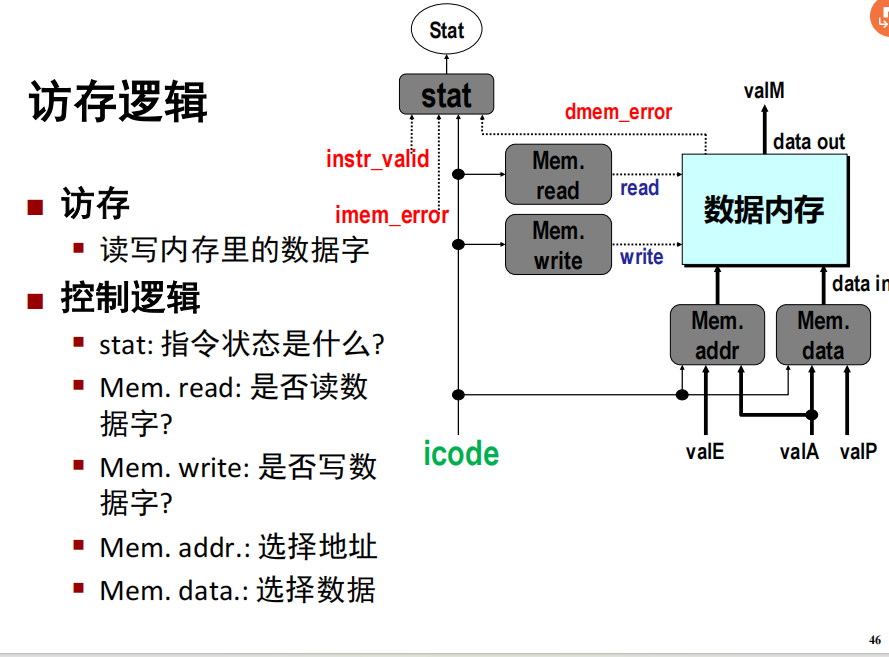 访存逻辑
访存
读写内存里的数据字
控制逻辑
stat: 指令状态是什么?
Mem. read: 是否读数
据字?
Mem. write: 是否写数
据字?
Mem. addr.: 选择地址
Mem. data.: 选择数据
Stat
stat
instr_valid
imem_error
dmem_error
valM
data out
Mem.
read
read
数据内存
Mem.
write
write
data in
Mem.
addr
Mem.
data
icode
valE
valA
valP
46